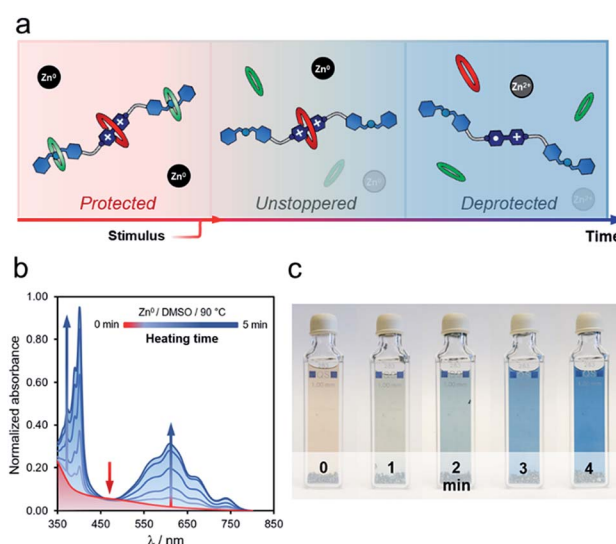 a
Zn⁰
Zn⁰
Zn⁰
Zn²⁺
Protected
Unstoppered
Deprotected
Stimulus
Time
b
Zn⁰ / DMSO / 90 °C
0 min
5 min
Heating time
Normalized absorbance
1.00
0.80
0.60
0.40
0.20
0.00
350
450
550
650
750
850
λ / nm
c
0
1
2
3
4
min